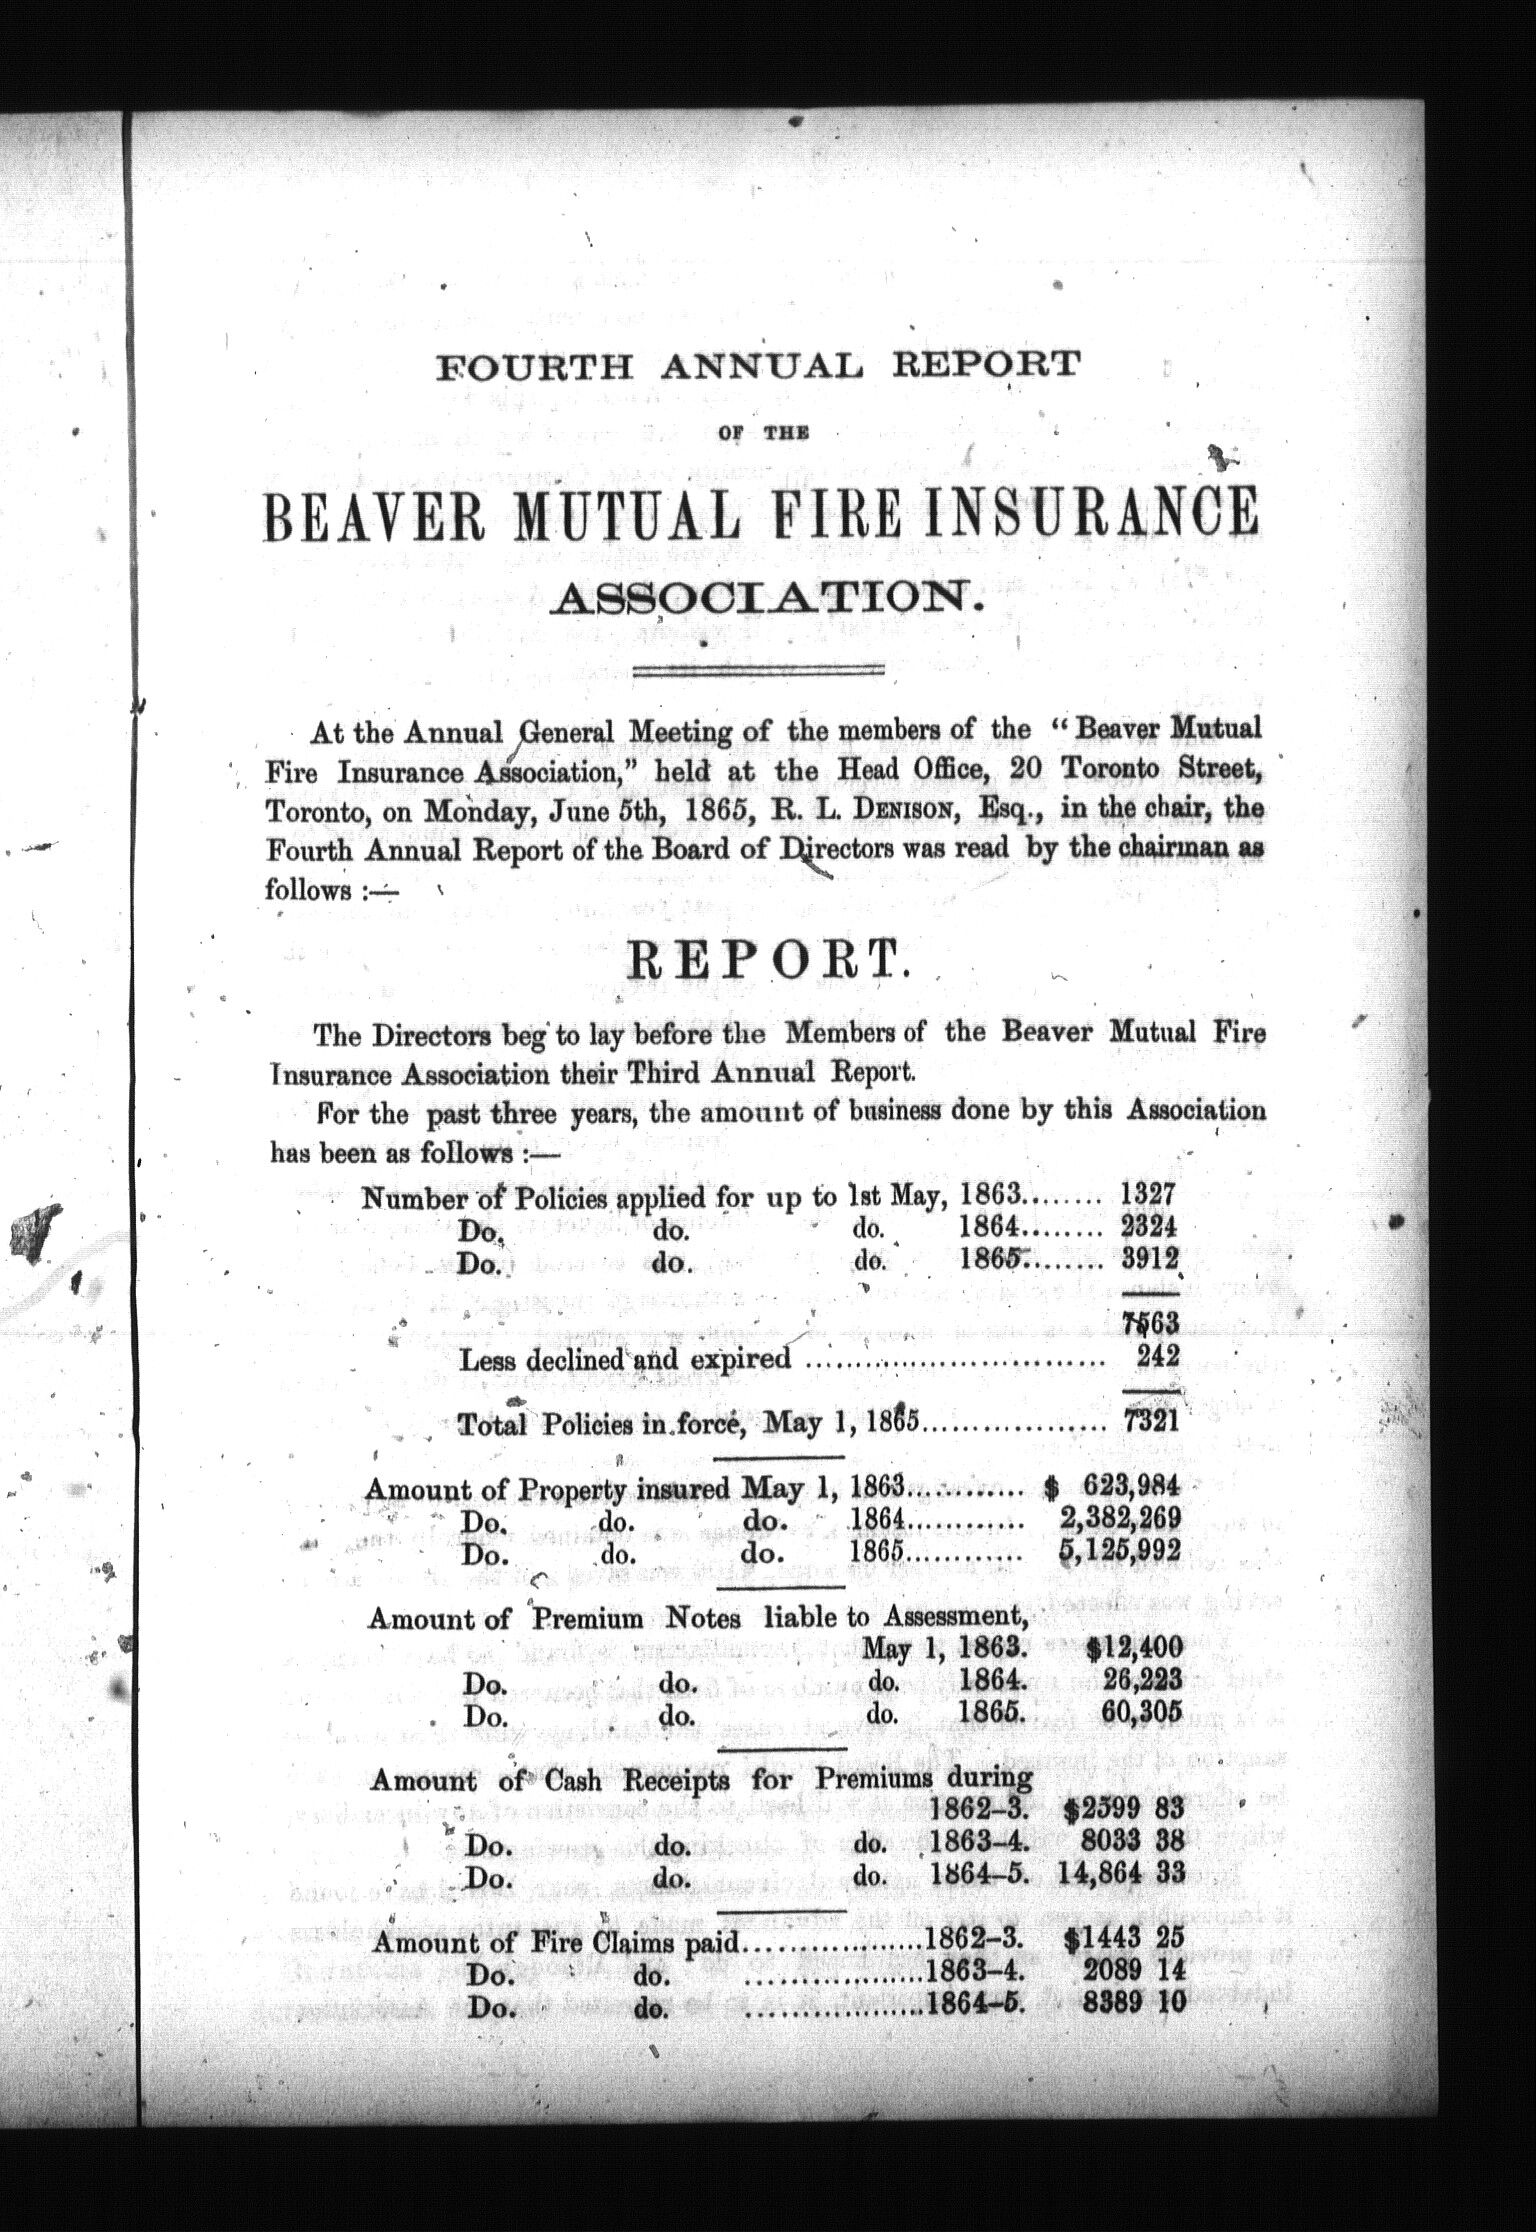 FOURTH ANNUAL REPORT
OF THE
BEAVER MUTUAL FIRE INSURANCE
ASSOCIATION.
At the Annual General Meeting of the members of the “Beaver Mutual
Fire Insurance Association,” held at the Head Office, 20 Toronto Street,
Toronto, on Monday, June 5th, 1865, R. L. DENISON, Esq., in the chair, the
Fourth Annual Report of the Board of Directors was read by the chairman as
follows :—
REPORT.
The Directors beg to lay before the Members of the Beaver Mutual Fire
Insurance Association their Third Annual Report.
For the past three years, the amount of business done by this Association
has been as follows :—
Number of Policies applied for up to 1st May, 1863........ 1327
Do. do. do. 1864........ 2324
Do. do. do. 1865........ 3912
7563
Less declined and expired .............................. 242
Total Policies in force, May 1, 1865................... 7321
Amount of Property insured May 1, 1863............ $ 623,984
Do. do. do. 1864............ 2,382,269
Do. do. do. 1865............ 5,125,992
Amount of Premium Notes liable to Assessment,
May 1, 1863. $12,400
Do. do. do. 1864. 26,223
Do. do. do. 1865. 60,305
Amount of Cash Receipts for Premiums during
1862–3. $2599 83
Do. do. do. 1863–4. 8033 38
Do. do. do. 1864–5. 14,864 33
Amount of Fire Claims paid..................1862–3. $1443 25
Do. do. ..................1863–4. 2089 14
Do. do. ..................1864–5. 8389 10